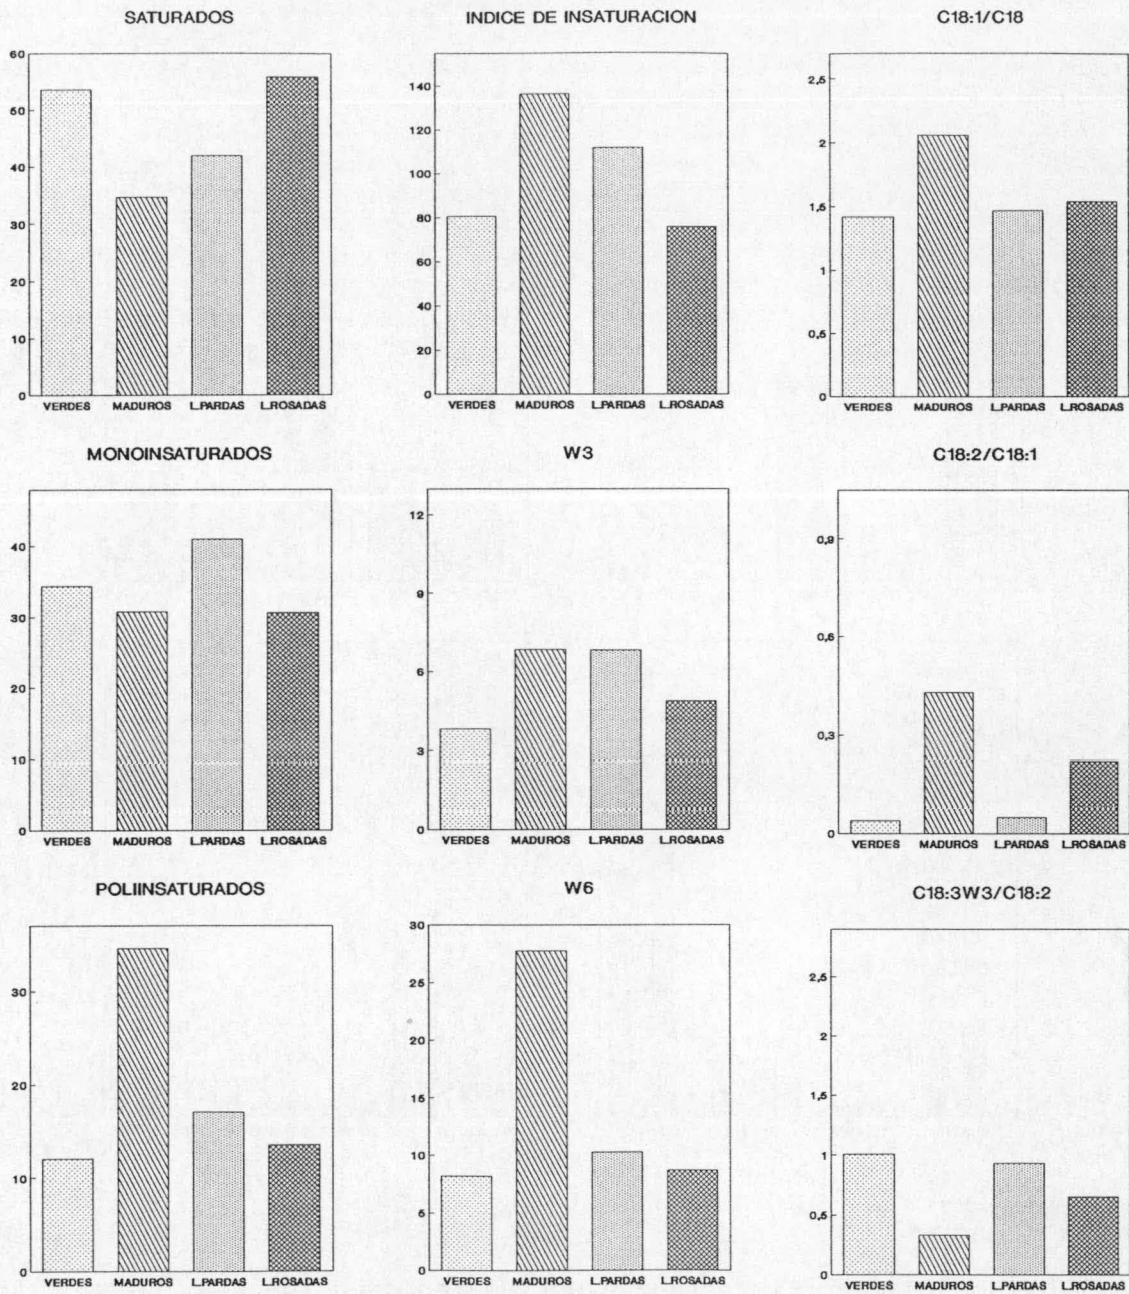 SATURADOS
60
50
40
30
20
10
0
VERDES MADUROS L.PARDAS L.ROSADAS
INDICE DE INSATURACION
140
120
100
80
60
40
20
0
VERDES MADUROS L.PARDAS L.ROSADAS
C18:1/C18
2,5
2
1,5
1
0,5
0
VERDES MADUROS L.PARDAS L.ROSADAS
MONOINSATURADOS
40
30
20
10
0
VERDES MADUROS L.PARDAS L.ROSADAS
W3
12
9
6
3
0
VERDES MADUROS L.PARDAS L.ROSADAS
C18:2/C18:1
0,9
0,6
0,3
0
VERDES MADUROS L.PARDAS L.ROSADAS
POLIINSATURADOS
30
20
10
0
VERDES MADUROS L.PARDAS L.ROSADAS
W6
30
25
20
15
10
5
0
VERDES MADUROS L.PARDAS L.ROSADAS
C18:3W3/C18:2
2,5
2
1,5
1
0,5
0
VERDES MADUROS L.PARDAS L.ROSADAS